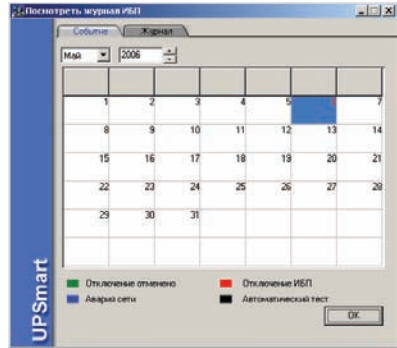 Посмотреть журнал ИБП
Событие Журнал
Май 2006
1 2 3 4 5 6 7
8 9 10 11 12 13 14
15 16 17 18 19 20 21
22 23 24 25 26 27 28
29 30 31
Отключение отменено Отключение ИБП
Авария сети Автоматический тест
OK
UPSmart